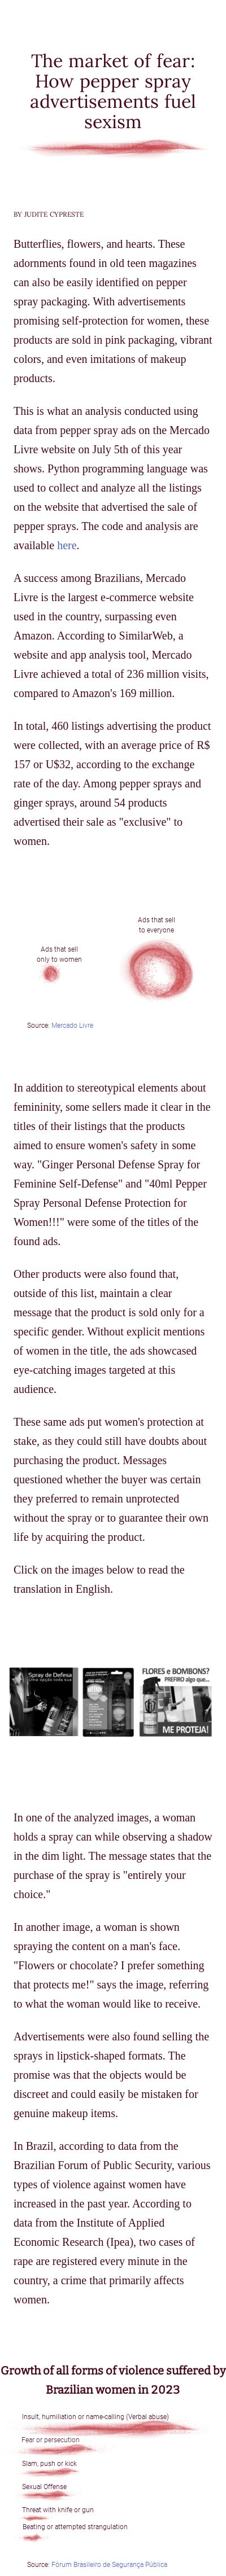 The market of fear:
How pepper spray
advertisements fuel
sexism
BY JUDITE CYPRESTE
Butterflies, flowers, and hearts. These
adornments found in old teen magazines
can also be easily identified on pepper
spray packaging. With advertisements
promising self-protection for women, these
products are sold in pink packaging, vibrant
colors, and even imitations of makeup
products.
This is what an analysis conducted using
data from pepper spray ads on the Mercado
Livre website on July 5th of this year
shows. Python programming language was
used to collect and analyze all the listings
on the website that advertised the sale of
pepper sprays. The code and analysis are
available here.
A success among Brazilians, Mercado
Livre is the largest e-commerce website
used in the country, surpassing even
Amazon. According to SimilarWeb, a
website and app analysis tool, Mercado
Livre achieved a total of 236 million visits,
compared to Amazon's 169 million.
In total, 460 listings advertising the product
were collected, with an average price of R$
157 or U$32, according to the exchange
rate of the day. Among pepper sprays and
ginger sprays, around 54 products
advertised their sale as "exclusive" to
women.
Ads that sell
to everyone
Ads that sell
only to women
Source: Mercado Livre
In addition to stereotypical elements about
femininity, some sellers made it clear in the
titles of their listings that the products
aimed to ensure women's safety in some
way. "Ginger Personal Defense Spray for
Feminine Self-Defense" and "40ml Pepper
Spray Personal Defense Protection for
Women!!!" were some of the titles of the
found ads.
Other products were also found that,
outside of this list, maintain a clear
message that the product is sold only for a
specific gender. Without explicit mentions
of women in the title, the ads showcased
eye-catching images targeted at this
audience.
These same ads put women's protection at
stake, as they could still have doubts about
purchasing the product. Messages
questioned whether the buyer was certain
they preferred to remain unprotected
without the spray or to guarantee their own
life by acquiring the product.
Click on the images below to read the
translation in English.
Spray de Defesa
Uma opção toda sua
FLORES e BOMBONS?
PREFIRO algo que...
ME PROTEJA!
In one of the analyzed images, a woman
holds a spray can while observing a shadow
in the dim light. The message states that the
purchase of the spray is "entirely your
choice."
In another image, a woman is shown
spraying the content on a man's face.
"Flowers or chocolate? I prefer something
that protects me!" says the image, referring
to what the woman would like to receive.
Advertisements were also found selling the
sprays in lipstick-shaped formats. The
promise was that the objects would be
discreet and could easily be mistaken for
genuine makeup items.
In Brazil, according to data from the
Brazilian Forum of Public Security, various
types of violence against women have
increased in the past year. According to
data from the Institute of Applied
Economic Research (Ipea), two cases of
rape are registered every minute in the
country, a crime that primarily affects
women.
Growth of all forms of violence suffered by
Brazilian women in 2023
Insult, humiliation or name-calling (Verbal abuse)
Fear or persecution
Slam, push or kick
Sexual Offense
Threat with knife or gun
Beating or attempted strangulation
Source: Fórum Brasileiro de Segurança Pública